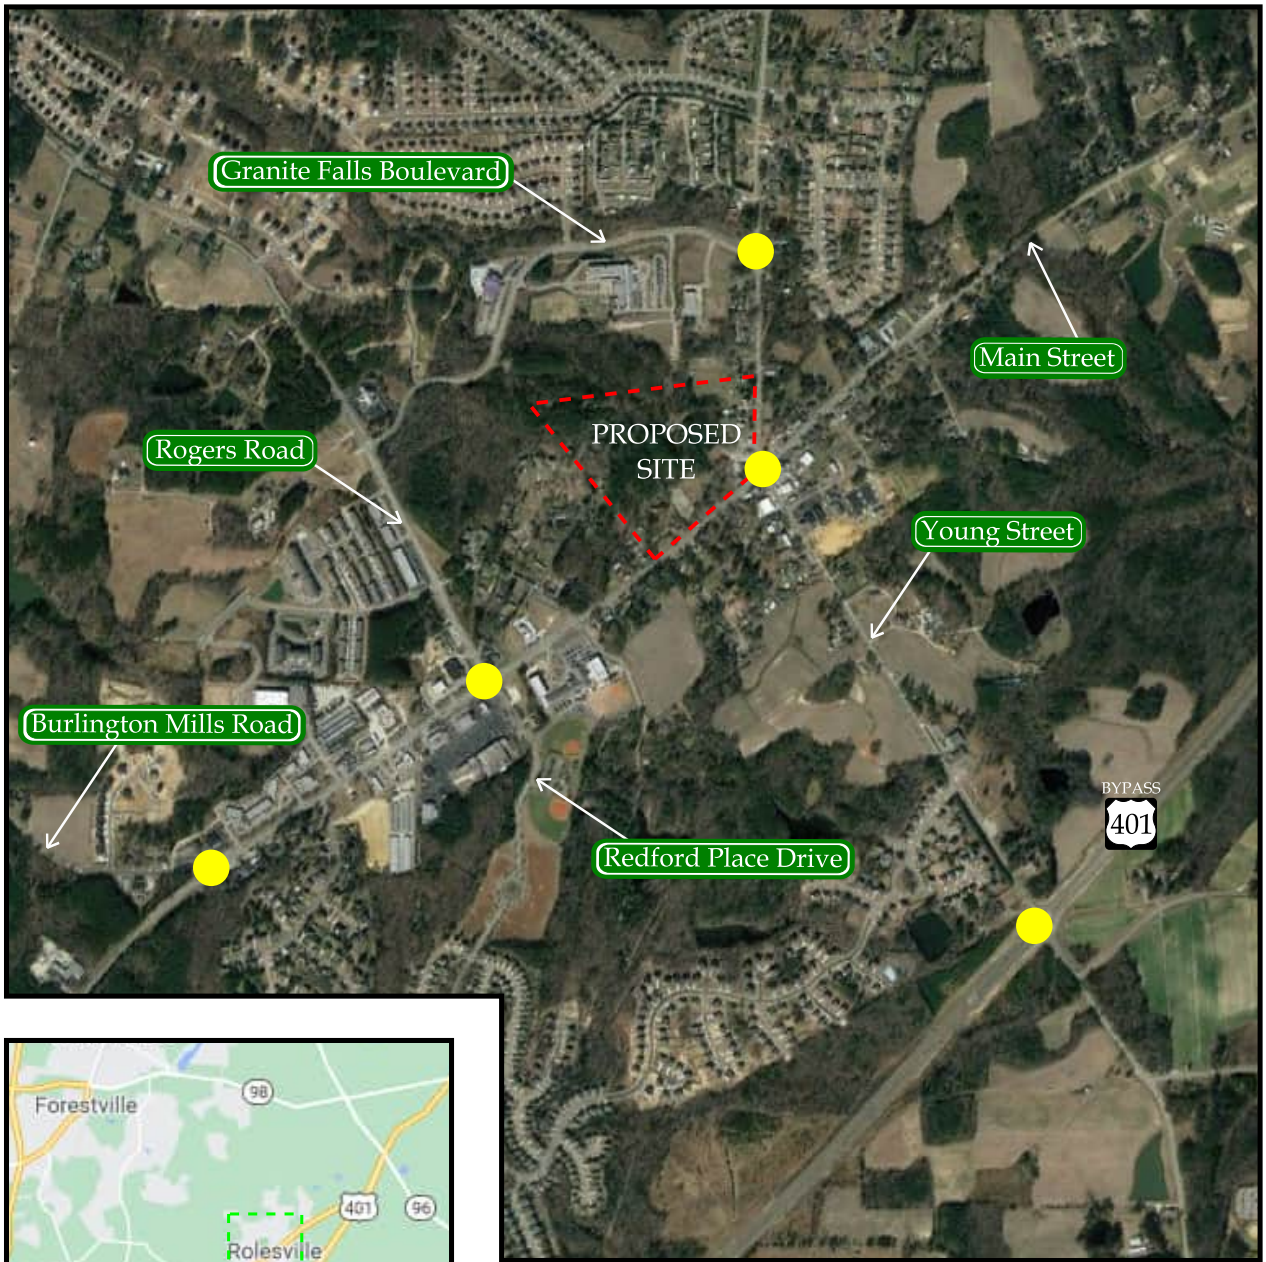 Granite Falls Boulevard
Main Street
Rogers Road
PROPOSED
SITE
Young Street
Burlington Mills Road
BYPASS
401
Redford Place Drive
98
Forestville
401
96
Rolesville